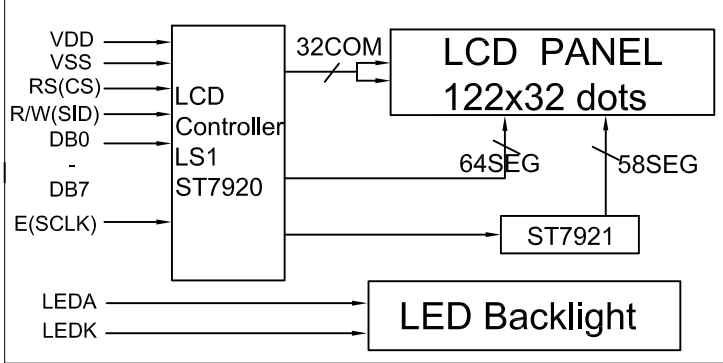 VDD
VSS
RS(CS)
R/W(SID)
DB0
-
DB7
E(SCLK)
LCD
Controller
LS1
ST7920
32COM
LCD PANEL
122x32 dots
64SEG
58SEG
ST7921
LEDA
LEDK
LED Backlight